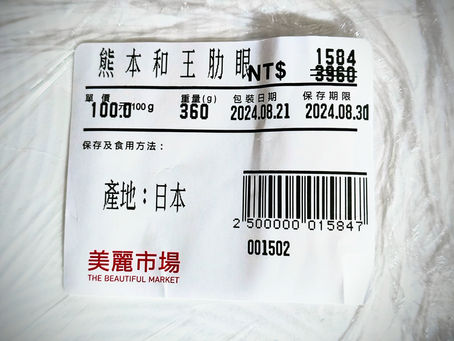 熊本和王肋眼 NT$ 1584
3960
單價 重量(g) 包裝日期 保存期限
100.0元/100g 360 2024.08.21 2024.08.30
保存及食用方法：
產地：日本
2 500000 015847
001502
美麗市場
THE BEAUTIFUL MARKET